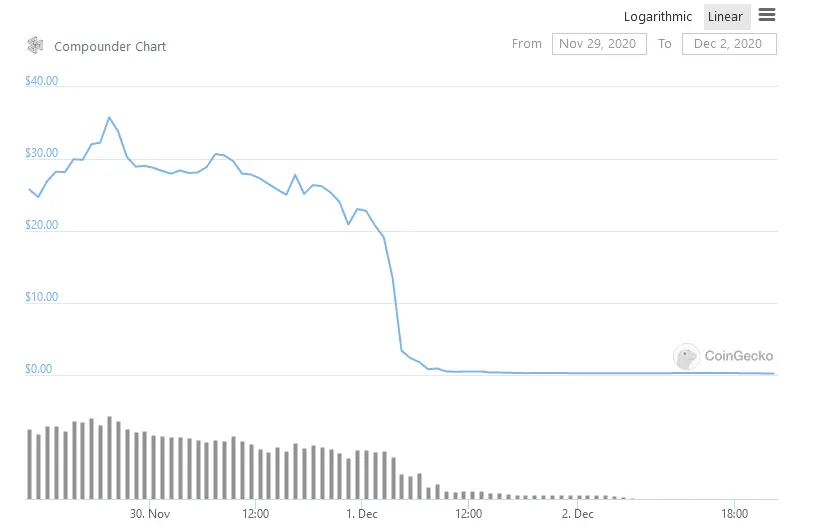 Logarithmic Linear
Compounder Chart
From Nov 29, 2020 To Dec 2, 2020
$40.00
$30.00
$20.00
$10.00
CoinGecko
$0.00
30. Nov 12:00 1. Dec 12:00 2. Dec 18:00